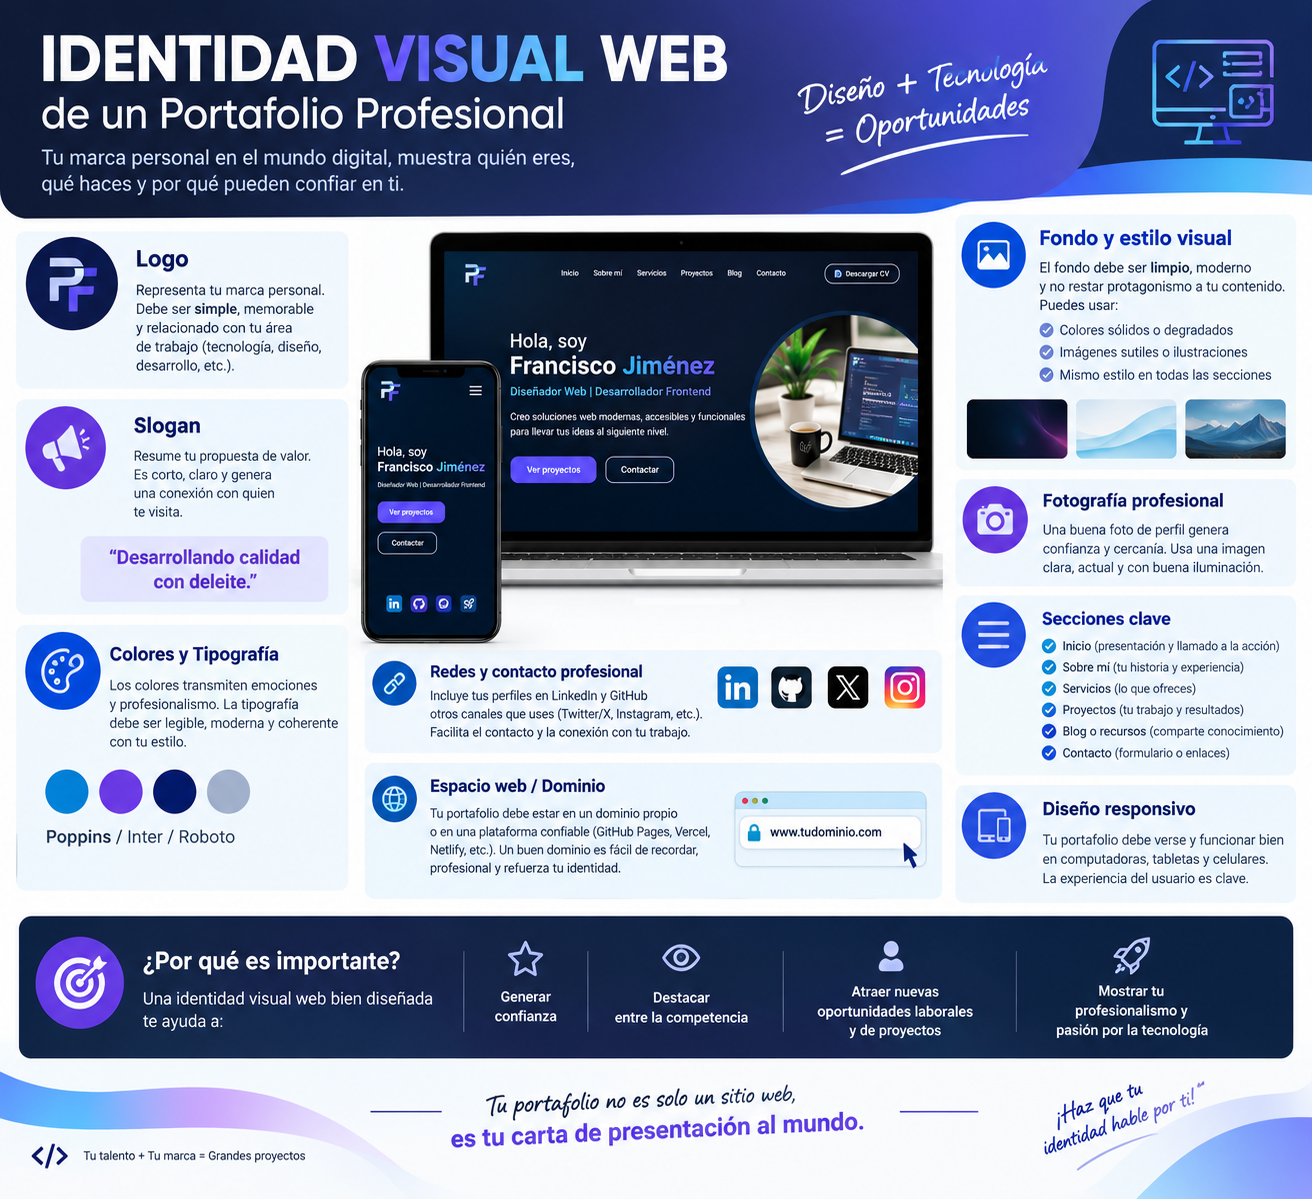 IDENTIDAD VISUAL WEB
de un Portafolio Profesional
Tu marca personal en el mundo digital, muestra quién eres,
qué haces y por qué pueden confiar en ti.
Diseño + Tecnología
= Oportunidades
</>
PF
Logo
Representa tu marca personal.
Debe ser simple, memorable
y relacionado con tu área
de trabajo (tecnología, diseño,
desarrollo, etc.).
Slogan
Resume tu propuesta de valor.
Es corto, claro y genera
una conexión con quien
te visita.
“Desarrollando calidad
con deleite.”
Colores y Tipografía
Los colores transmiten emociones
y profesionalismo. La tipografía
debe ser legible, moderna y coherente
con tu estilo.
Poppins / Inter / Roboto
PF
Inicio Sobre mí Servicios Proyectos Blog Contacto Descargar CV
Hola, soy
Francisco Jiménez
Diseñador Web | Desarrollador Frontend
Creo soluciones web modernas, accesibles y funcionales
para llevar tus ideas al siguiente nivel.
Ver proyectos Contactar
PF
Hola, soy
Francisco Jiménez
Diseñador Web | Desarrollador Frontend
Ver proyectos
Contactar
in
Redes y contacto profesional
Incluye tus perfiles en LinkedIn y GitHub
otros canales que uses (Twitter/X, Instagram, etc.).
Facilita el contacto y la conexión con tu trabajo.
in X
Espacio web / Dominio
Tu portafolio debe estar en un dominio propio
o en una plataforma confiable (GitHub Pages, Vercel,
Netlify, etc.). Un buen dominio es fácil de recordar,
profesional y refuerza tu identidad.
www.tudominio.com
Fondo y estilo visual
El fondo debe ser limpio, moderno
y no restar protagonismo a tu contenido.
Puedes usar:
Colores sólidos o degradados
Imágenes sutiles o ilustraciones
Mismo estilo en todas las secciones
Fotografía profesional
Una buena foto de perfil genera
confianza y cercanía. Usa una imagen
clara, actual y con buena iluminación.
Secciones clave
Inicio (presentación y llamado a la acción)
Sobre mí (tu historia y experiencia)
Servicios (lo que ofreces)
Proyectos (tu trabajo y resultados)
Blog o recursos (comparte conocimiento)
Contacto (formulario o enlaces)
Diseño responsivo
Tu portafolio debe verse y funcionar bien
en computadoras, tabletas y celulares.
La experiencia del usuario es clave.
¿Por qué es importante?
Una identidad visual web bien diseñada
te ayuda a:
Generar
confianza
Destacar
entre la competencia
Atraer nuevas
oportunidades laborales
y de proyectos
Mostrar tu
profesionalismo y
pasión por la tecnología
</> Tu talento + Tu marca = Grandes proyectos
Tu portafolio no es solo un sitio web,
es tu carta de presentación al mundo.
¡Haz que tu
identidad hable por ti!”